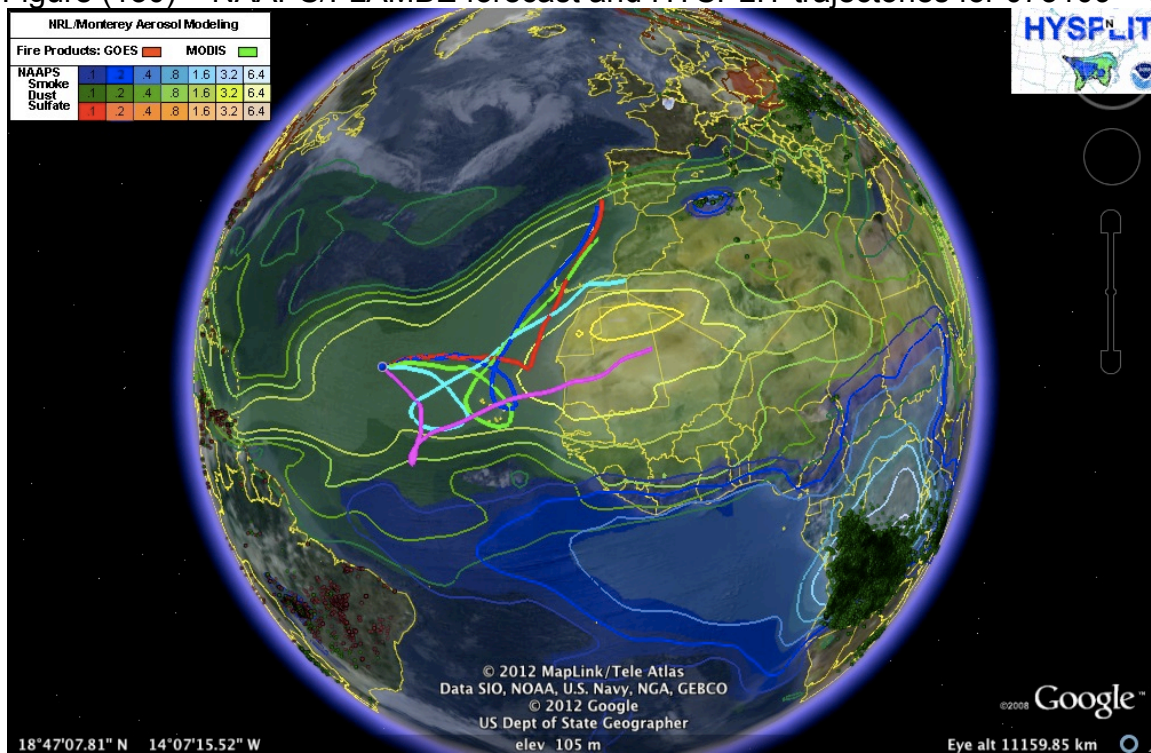 NRL/Monterey Aerosol Modeling
Fire Products: GOES MODIS
NAAPS
Smoke .1 .2 .4 .8 1.6 3.2 6.4
Dust .1 .2 .4 .8 1.6 3.2 6.4
Sulfate .1 .2 .4 .8 1.6 3.2 6.4
HYSPLIT
N
© 2012 MapLink/Tele Atlas
Data SIO, NOAA, U.S. Navy, NGA, GEBCO
© 2012 Google
US Dept of State Geographer
©2008 Google™
18°47'07.81" N 14°07'15.52" W elev 105 m Eye alt 11159.85 km